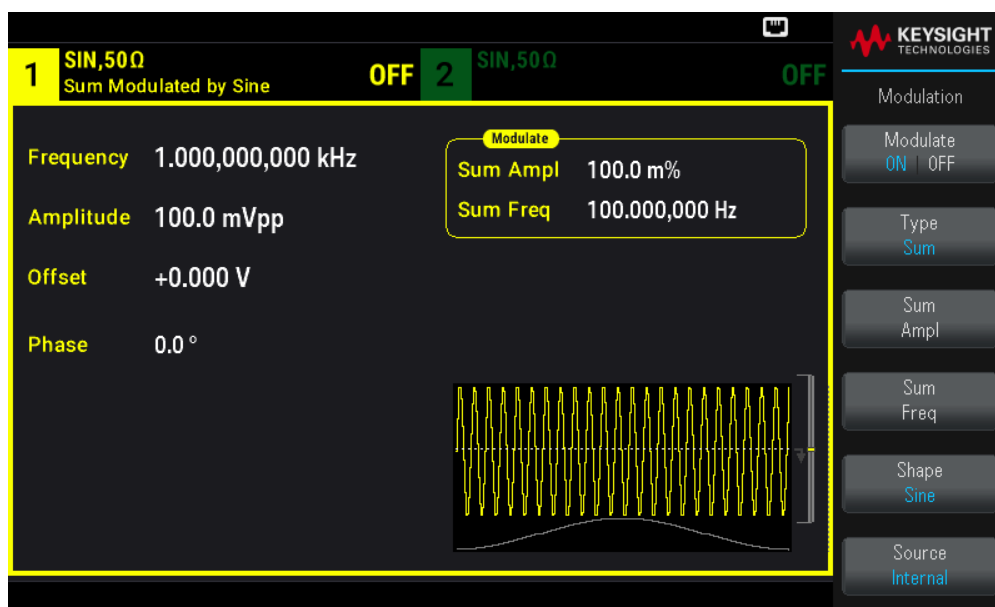 KEYSIGHT
TECHNOLOGIES
1 SIN,50Ω OFF
Sum Modulated by Sine
2 SIN,50Ω OFF
Frequency 1.000,000,000 kHz
Amplitude 100.0 mVpp
Offset +0.000 V
Phase 0.0 °
Modulate
Sum Ampl 100.0 m%
Sum Freq 100.000,000 Hz
Modulation
Modulate
ON | OFF
Type
Sum
Sum
Ampl
Sum
Freq
Shape
Sine
Source
Internal